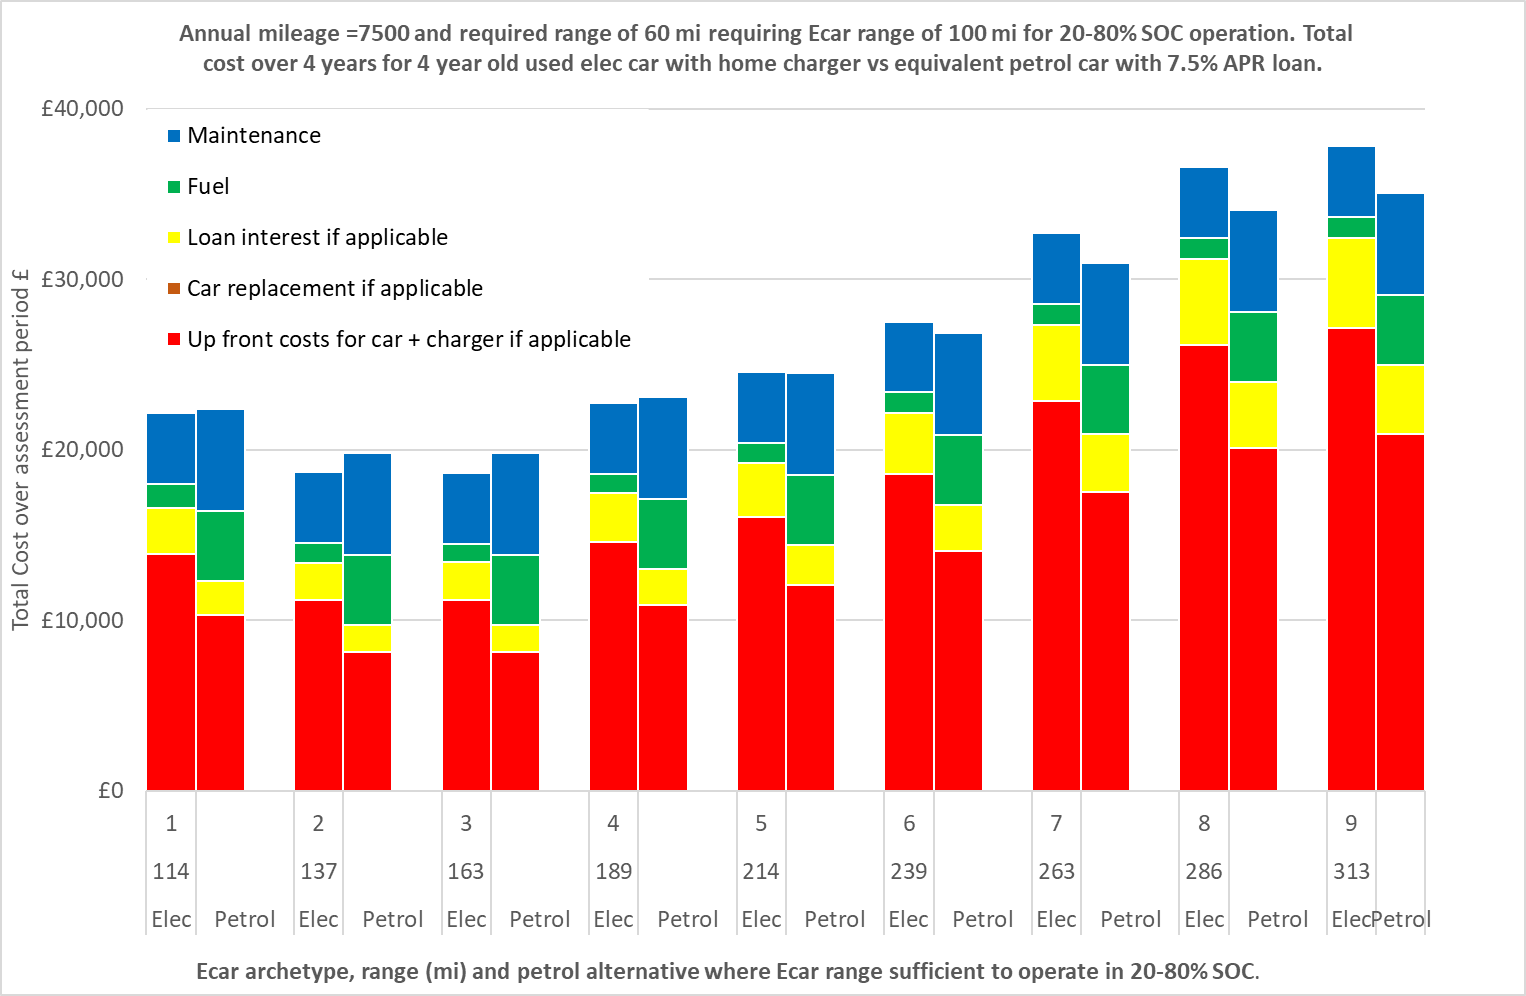 Annual mileage =7500 and required range of 60 mi requiring Ecar range of 100 mi for 20-80% SOC operation. Total
cost over 4 years for 4 year old used elec car with home charger vs equivalent petrol car with 7.5% APR loan.
£40,000
£30,000
£20,000
£10,000
£0
Total Cost over assessment period £
Maintenance
Fuel
Loan interest if applicable
Car replacement if applicable
Up front costs for car + charger if applicable
1 2 3 4 5 6 7 8 9
114 137 163 189 214 239 263 286 313
Elec Petrol Elec Petrol Elec Petrol Elec Petrol Elec Petrol Elec Petrol Elec Petrol Elec Petrol Elec Petrol
Ecar archetype, range (mi) and petrol alternative where Ecar range sufficient to operate in 20-80% SOC.